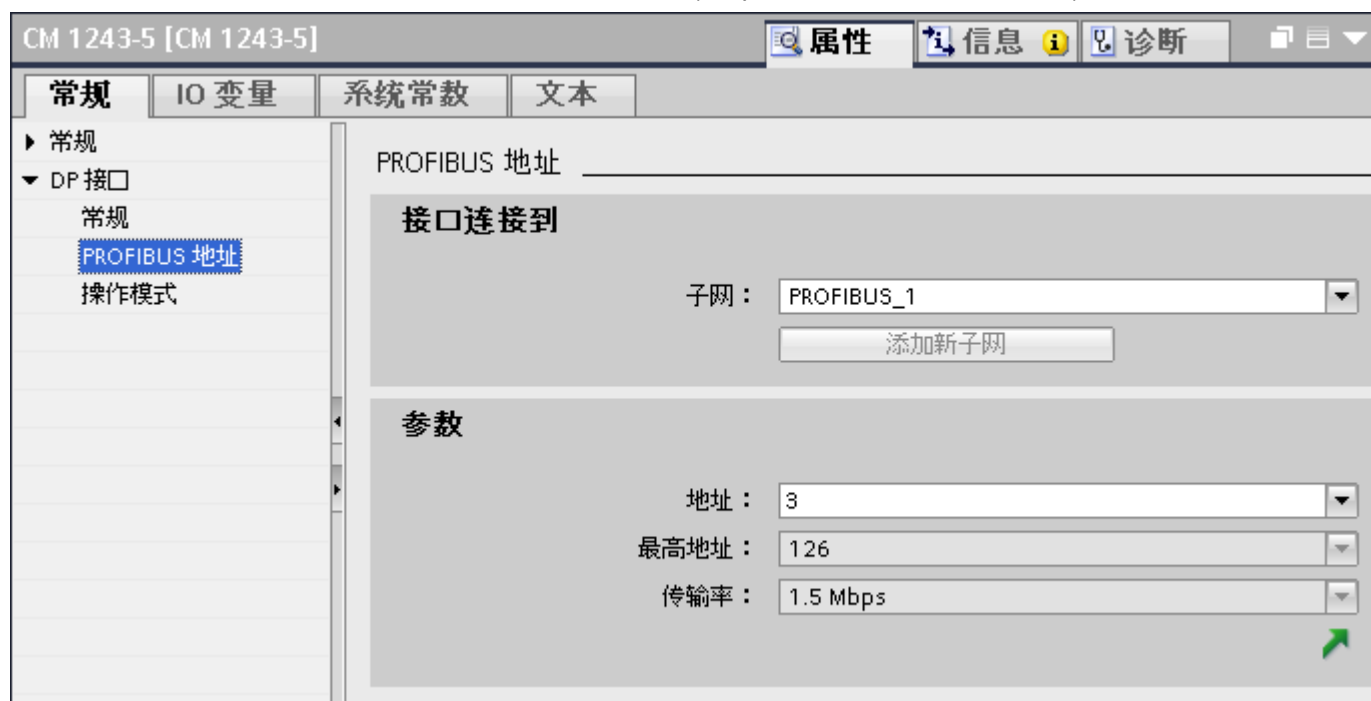 CM 1243-5 [CM 1243-5]
属性 信息 诊断
常规 IO 变量 系统常数 文本
常规
DP 接口
常规
PROFIBUS 地址
操作模式
PROFIBUS 地址
接口连接到
子网： PROFIBUS_1
添加新子网
参数
地址： 3
最高地址： 126
传输率： 1.5 Mbps